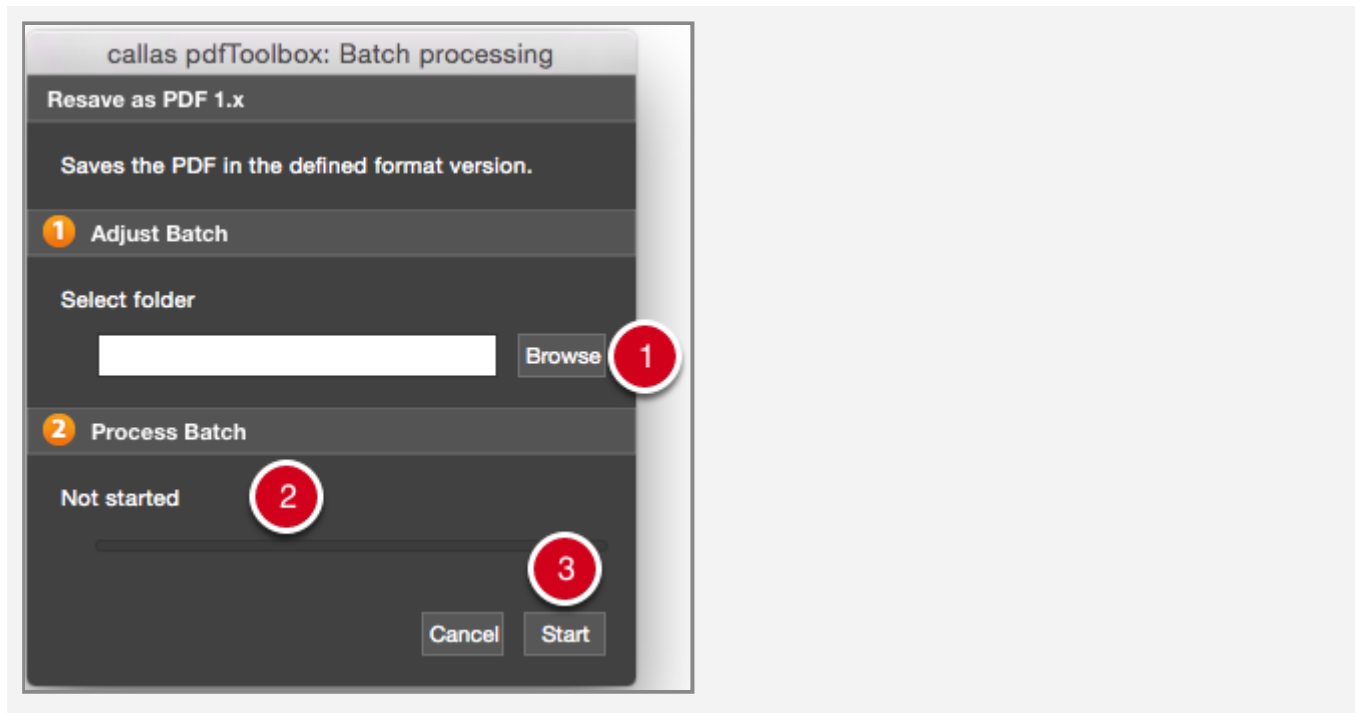 callas pdfToolbox: Batch processing
Resave as PDF 1.x
Saves the PDF in the defined format version.
1 Adjust Batch
Select folder
Browse 1
2 Process Batch
Not started 2
3
Cancel Start